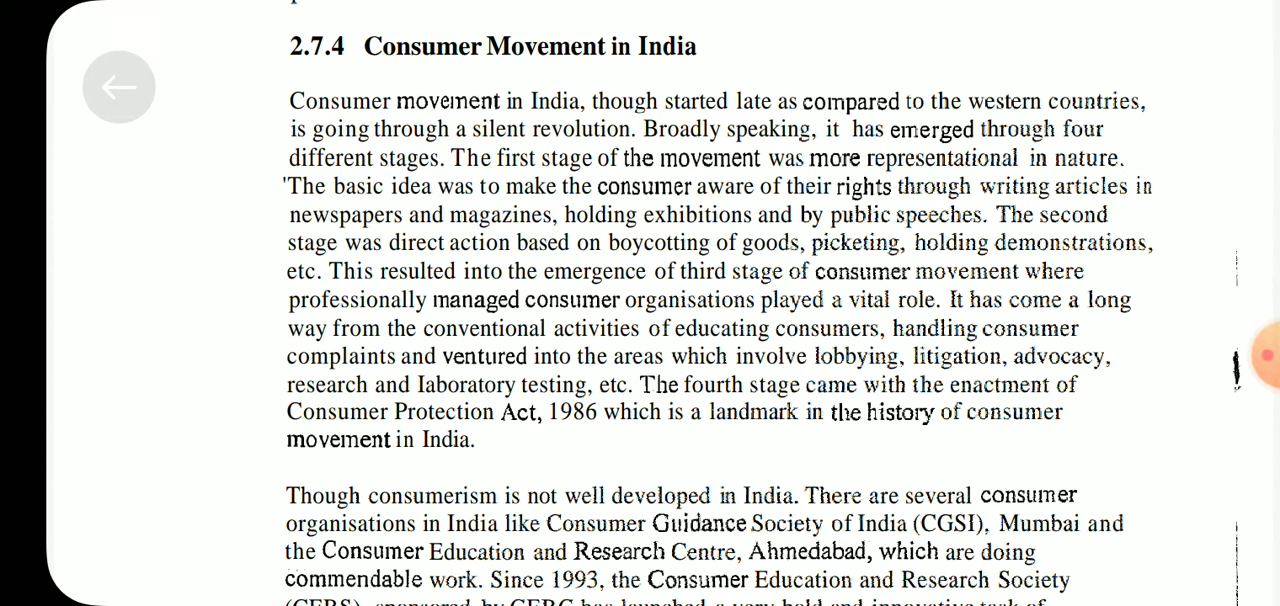 2.7.4 Consumer Movement in India
Consumer movement in India, though started late as compared to the western countries,
is going through a silent revolution. Broadly speaking, it has emerged through four
different stages. The first stage of the movement was more representational in nature.
'The basic idea was to make the consumer aware of their rights through writing articles in
newspapers and magazines, holding exhibitions and by public speeches. The second
stage was direct action based on boycotting of goods, picketing, holding demonstrations,
etc. This resulted into the emergence of third stage of consumer movement where
professionally managed consumer organisations played a vital role. It has come a long
way from the conventional activities of educating consumers, handling consumer
complaints and ventured into the areas which involve lobbying, litigation, advocacy,
research and laboratory testing, etc. The fourth stage came with the enactment of
Consumer Protection Act, 1986 which is a landmark in the history of consumer
movement in India.
Though consumerism is not well developed in India. There are several consumer
organisations in India like Consumer Guidance Society of India (CGSI), Mumbai and
the Consumer Education and Research Centre, Ahmedabad, which are doing
commendable work. Since 1993, the Consumer Education and Research Society